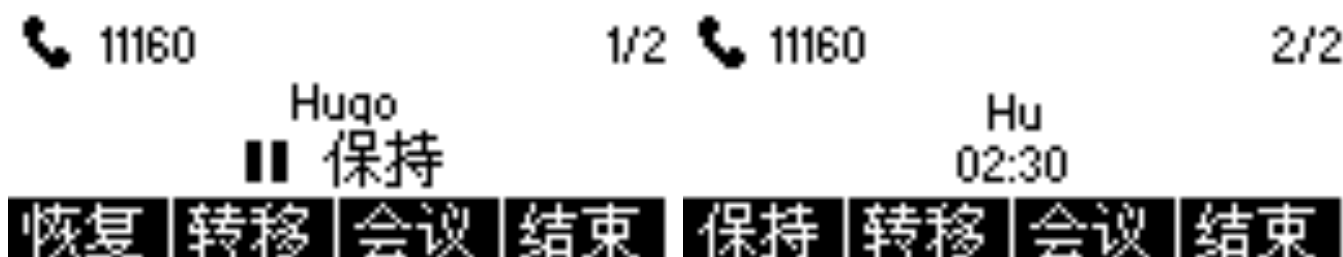 11160 1/2
Hugo
保持
恢复 转移 会议 结束
11160 2/2
Hu
02:30
保持 转移 会议 结束